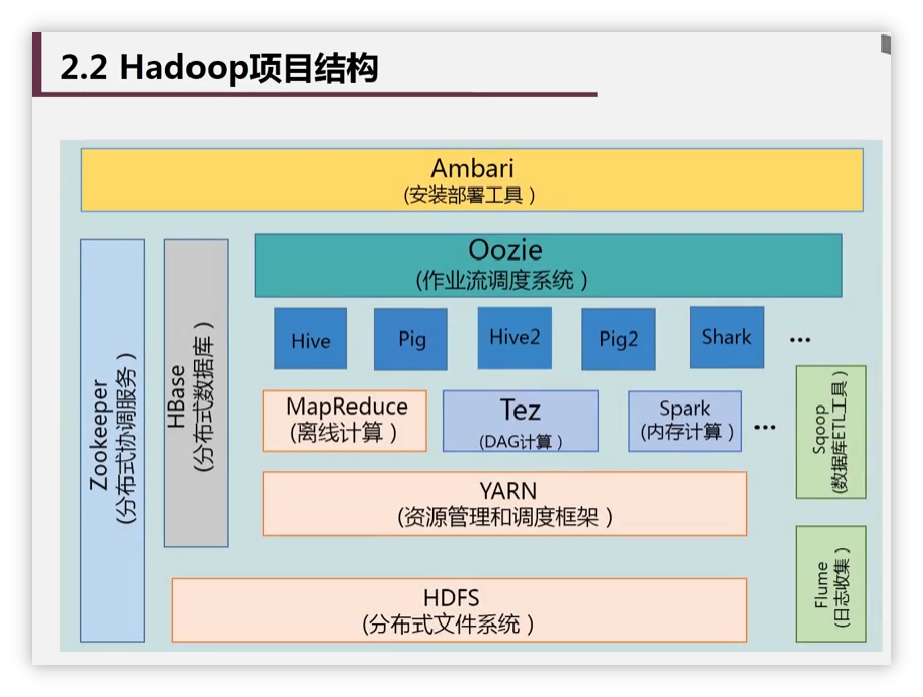 2.2 Hadoop项目结构
Ambari
(安装部署工具)
Zookeeper
(分布式协调服务)
HBase
(分布式数据库)
Oozie
(作业流调度系统)
Hive
Pig
Hive2
Pig2
Shark
...
MapReduce
(离线计算)
Tez
(DAG计算)
Spark
(内存计算)
...
Sqoop
(数据库ETL工具)
YARN
(资源管理和调度框架)
Flume
(日志收集)
HDFS
(分布式文件系统)